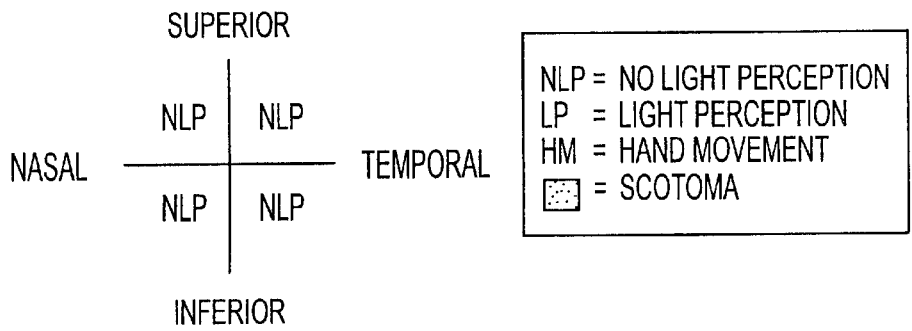 SUPERIOR
NLP NLP
NASAL TEMPORAL
NLP NLP
INFERIOR
NLP = NO LIGHT PERCEPTION
LP = LIGHT PERCEPTION
HM = HAND MOVEMENT
= SCOTOMA